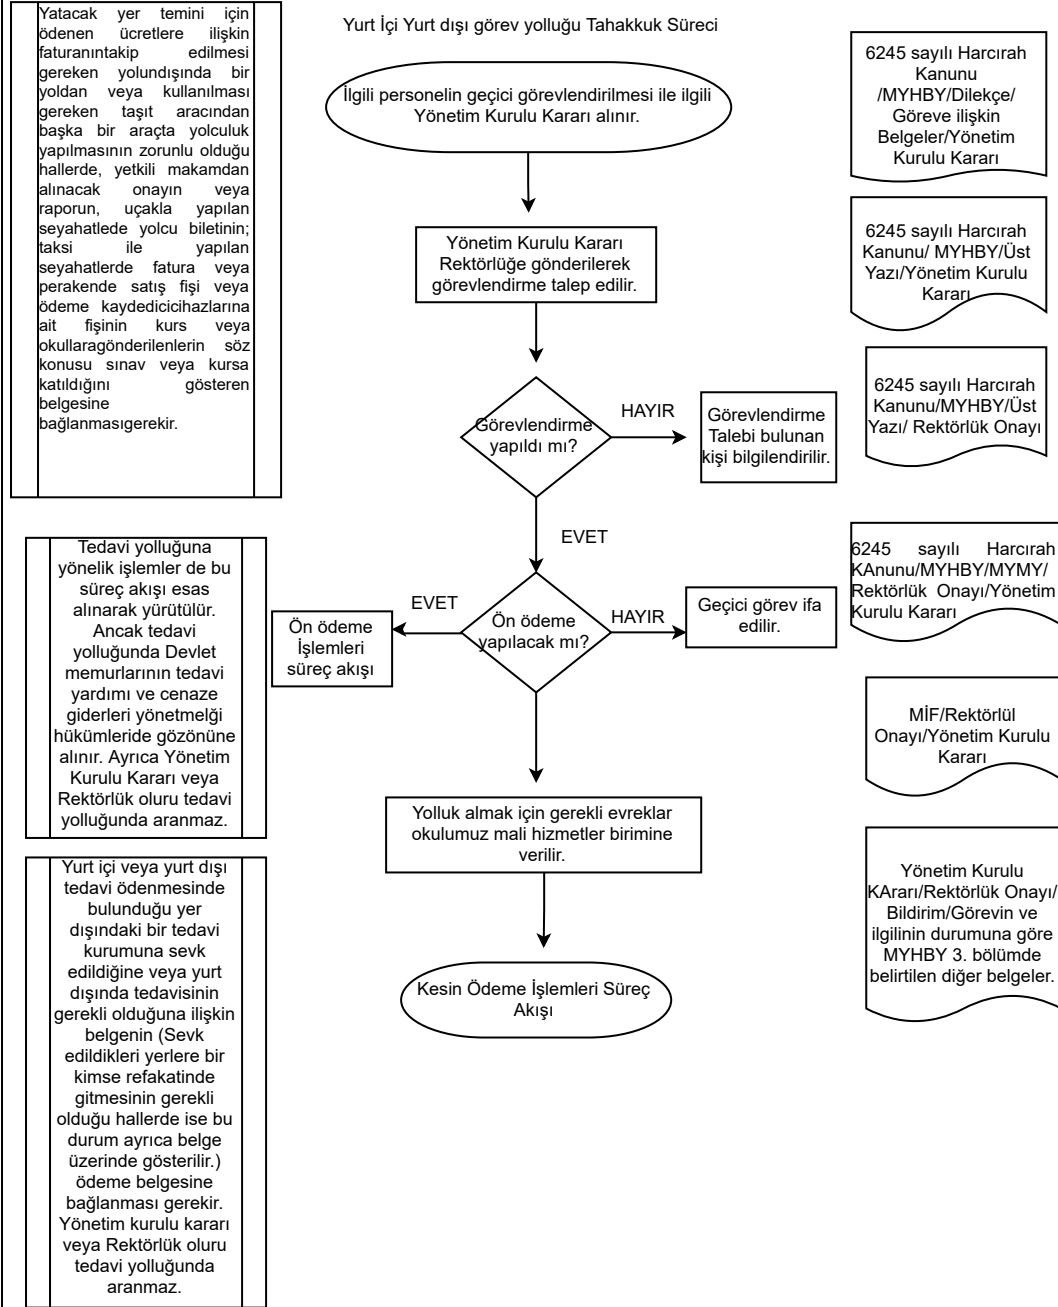 Yatacak yer temini için
ödenen ücretlere ilişkin
faturanıntakip edilmesi
gereken yolundışında bir
yoldan veya kullanılması
gereken taşıt aracından
başka bir araçta yolculuk
yapılmasının zorunlu olduğu
hallerde, yetkili makamdan
alınacak onayın veya
raporun, uçakla yapılan
seyahatlede yolcu biletinin;
taksi ile yapılan
seyahatlerde fatura veya
perakende satış fişi veya
ödeme kaydedicicihazlarına
ait fişinin kurs veya
okullaragönderilenlerin söz
konusu sınav veya kursa
katıldığını gösteren
belgesine
bağlanmasıgerekir.
Yurt İçi Yurt dışı görev yolluğu Tahakkuk Süreci
İlgili personelin geçici görevlendirilmesi ile ilgili
Yönetim Kurulu Kararı alınır.
6245 sayılı Harcırah
Kanunu
/MYHBY/Dilekçe/
Göreve ilişkin
Belgeler/Yönetim
Kurulu Kararı
Yönetim Kurulu Kararı
Rektörlüğe gönderilerek
görevlendirme talep edilir.
6245 sayılı Harcırah
Kanunu/ MYHBY/Üst
Yazı/Yönetim Kurulu
Kararı
Görevlendirme
yapıldı mı?
HAYIR
Görevlendirme
Talebi bulunan
kişi bilgilendirilir.
6245 sayılı Harcırah
Kanunu/MYHBY/Üst
Yazı/ Rektörlük Onayı
EVET
Tedavi yolluğuna
yönelik işlemler de bu
süreç akışı esas
alınarak yürütülür.
Ancak tedavi
yolluğunda Devlet
memurlarının tedavi
yardımı ve cenaze
giderleri yönetmelği
hükümleride gözönüne
alınır. Ayrıca Yönetim
Kurulu Kararı veya
Rektörlük oluru tedavi
yolluğunda aranmaz.
Ön ödeme
İşlemleri
süreç akışı
EVET
Ön ödeme
yapılacak mı?
HAYIR
Geçici görev ifa
edilir.
6245 sayılı Harcırah
KAnunu/MYHBY/MYMY/
Rektörlük Onayı/Yönetim
Kurulu Kararı
MİF/Rektörlül
Onayı/Yönetim Kurulu
Kararı
Yolluk almak için gerekli evreklar
okulumuz mali hizmetler birimine
verilir.
Yurt içi veya yurt dışı
tedavi ödenmesinde
bulunduğu yer
dışındaki bir tedavi
kurumuna sevk
edildiğine veya yurt
dışında tedavisinin
gerekli olduğuna ilişkin
belgenin (Sevk
edildikleri yerlere bir
kimse refakatinde
gitmesinin gerekli
olduğu hallerde ise bu
durum ayrıca belge
üzerinde gösterilir.)
ödeme belgesine
bağlanması gerekir.
Yönetim kurulu kararı
veya Rektörlük oluru
tedavi yolluğunda
aranmaz.
Kesin Ödeme İşlemleri Süreç
Akışı
Yönetim Kurulu
KArarı/Rektörlük Onayı/
Bildirim/Görevin ve
ilgilinin durumuna göre
MYHBY 3. bölümde
belirtilen diğer belgeler.